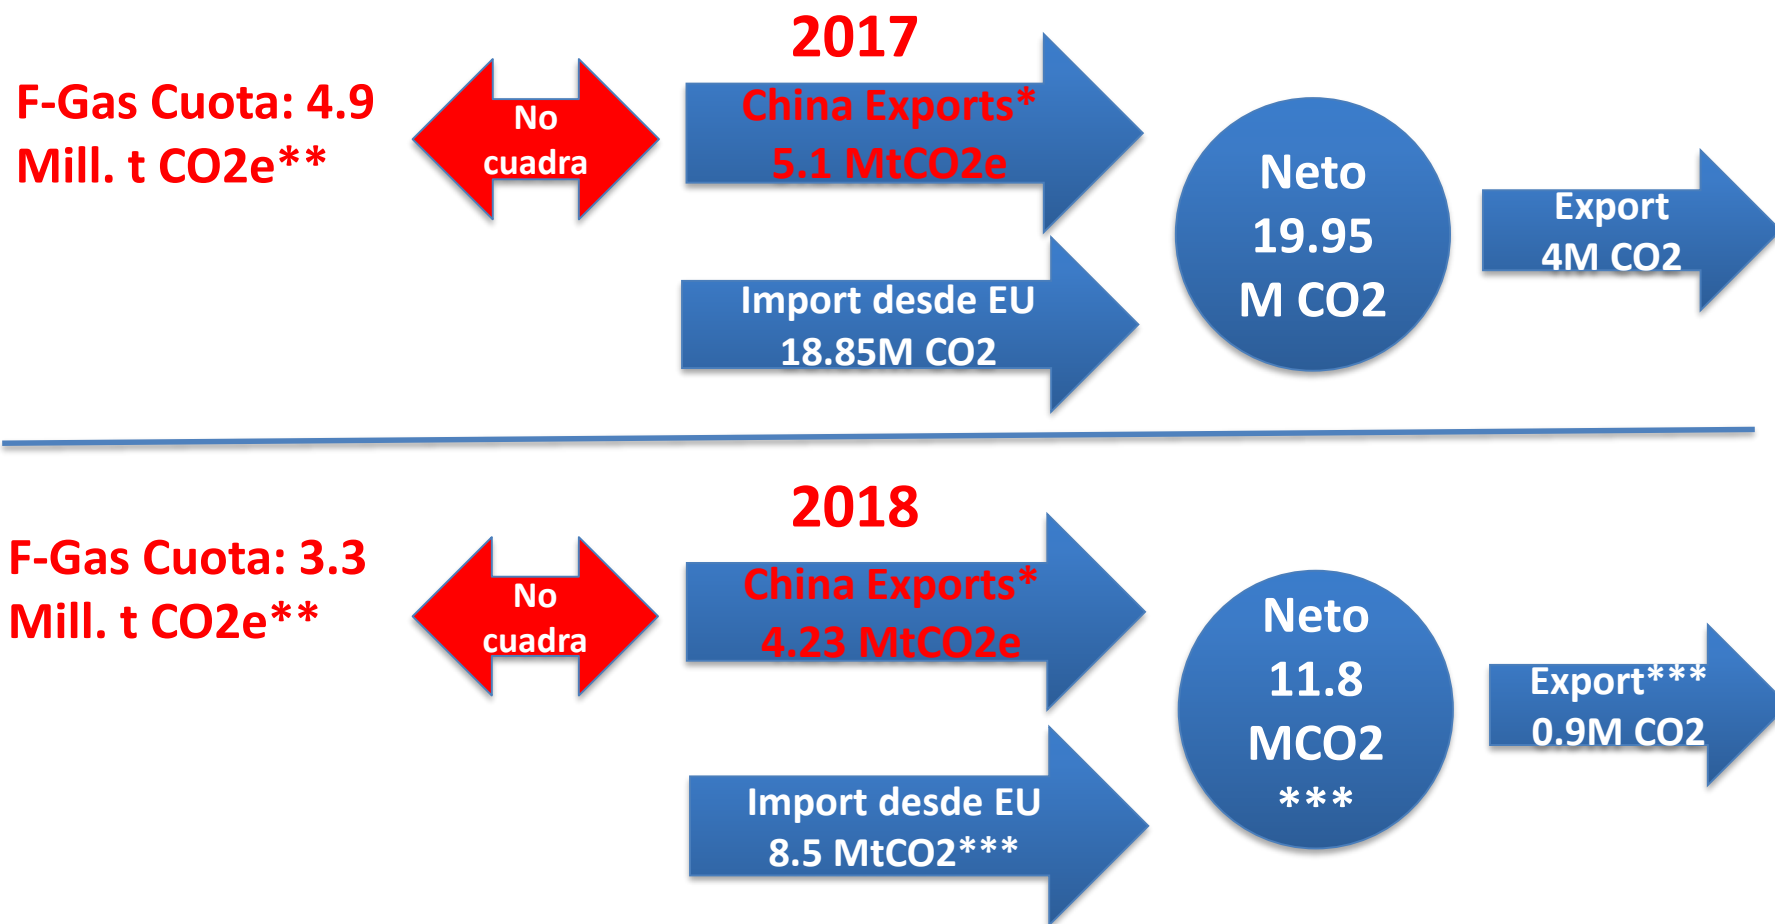 2017
F-Gas Cuota: 4.9
Mill. t CO2e**
No
cuadra
China Exports*
5.1 MtCO2e
Import desde EU
18.85M CO2
Neto
19.95
M CO2
Export
4M CO2
2018
F-Gas Cuota: 3.3
Mill. t CO2e**
No
cuadra
China Exports*
4.23 MtCO2e
Import desde EU
8.5 MtCO2***
Neto
11.8
MCO2
***
Export***
0.9M CO2